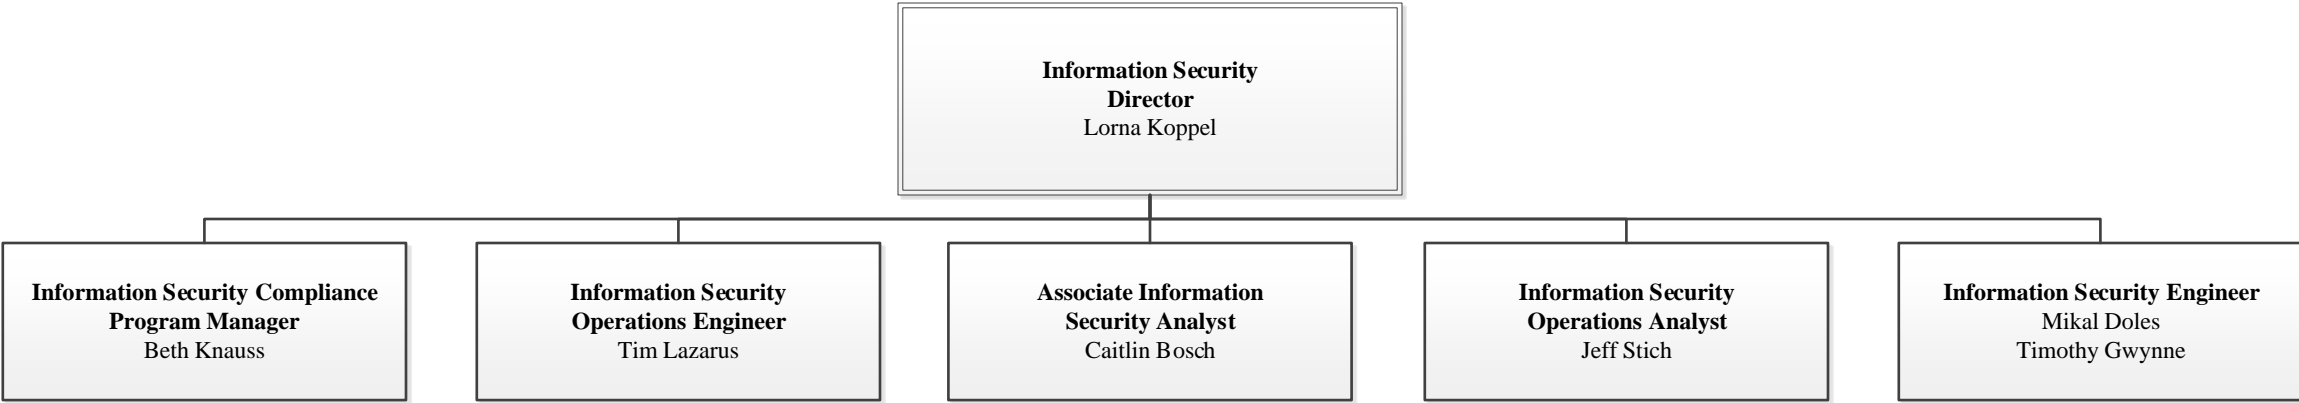 Information Security
Director
Lorna Koppel
Information Security Compliance
Program Manager
Beth Knauss
Information Security
Operations Engineer
Tim Lazarus
Associate Information
Security Analyst
Caitlin Bosch
Information Security
Operations Analyst
Jeff Stich
Information Security Engineer
Mikal Doles
Timothy Gwynne